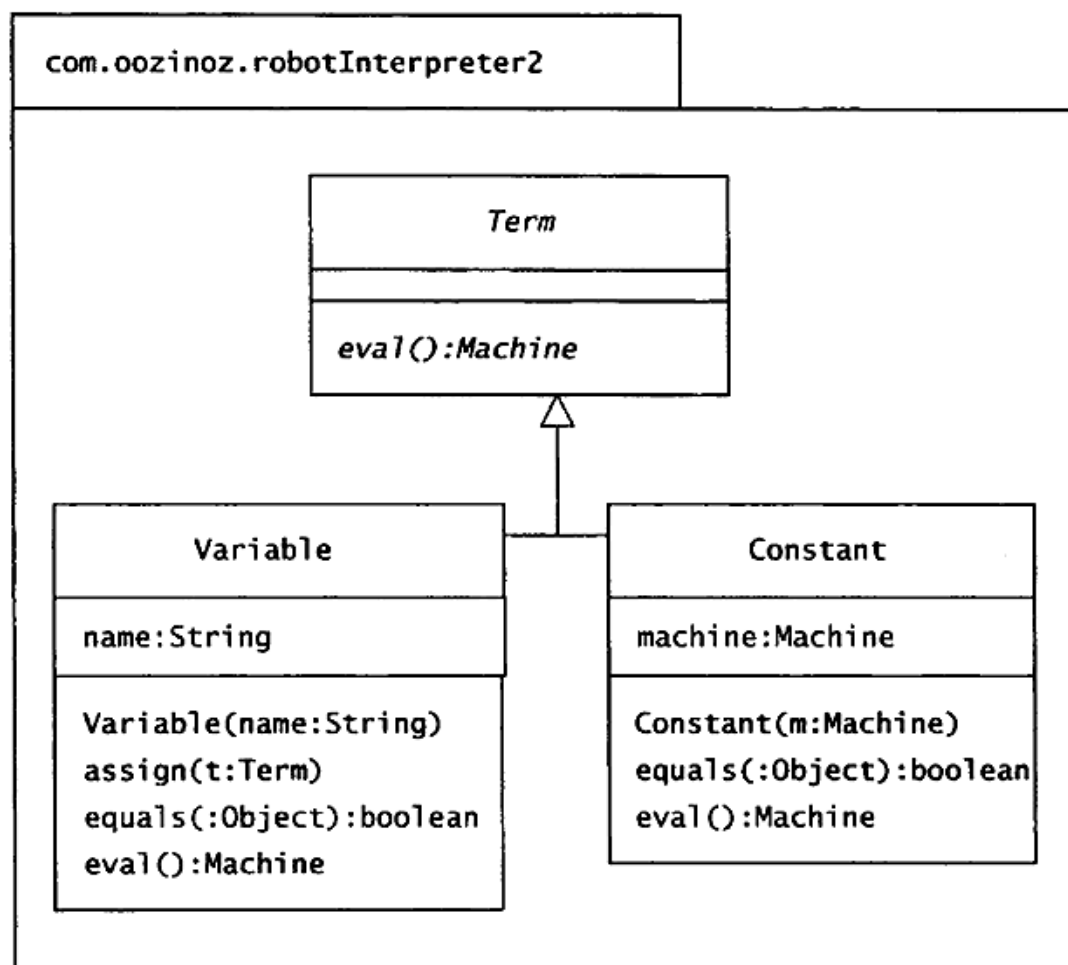 com.oozinoz.robotInterpreter2
Term
eval():Machine
Variable
name:String
Variable(name:String)
assign(t:Term)
equals(:Object):boolean
eval():Machine
Constant
machine:Machine
Constant(m:Machine)
equals(:Object):boolean
eval():Machine